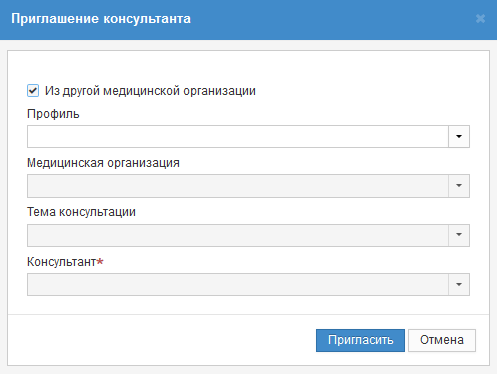 Приглашение консультанта
Из другой медицинской организации
Профиль
Медицинская организация
Тема консультации
Консультант*
Пригласить Отмена